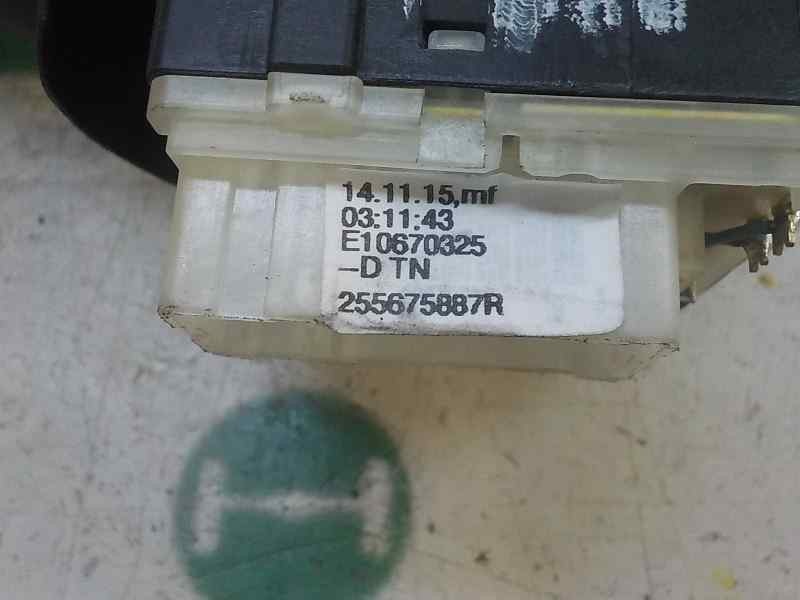 14.11.15,mf
03:11:43
E10670325
–D TN
255675887R